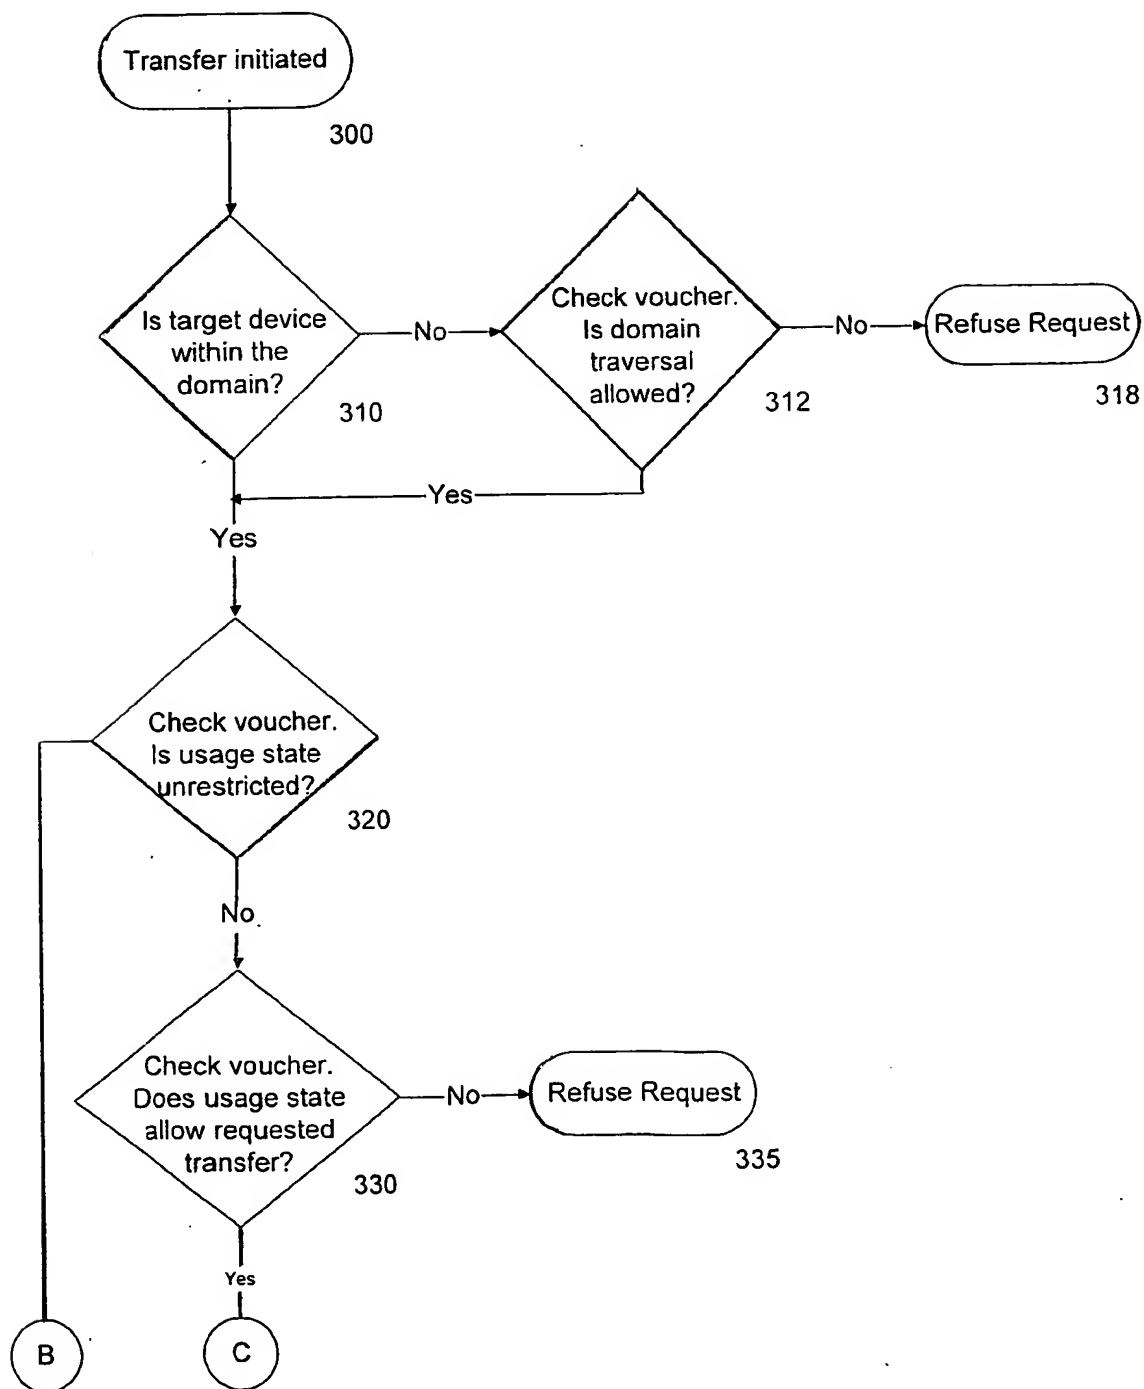 Transfer initiated
300
Is target device
within the
domain?
310
No
Check voucher.
Is domain
traversal
allowed?
312
No
Refuse Request
318
Yes
Yes
Check voucher.
Is usage state
unrestricted?
320
No
Check voucher.
Does usage state
allow requested
transfer?
330
No
Refuse Request
335
Yes
B
C